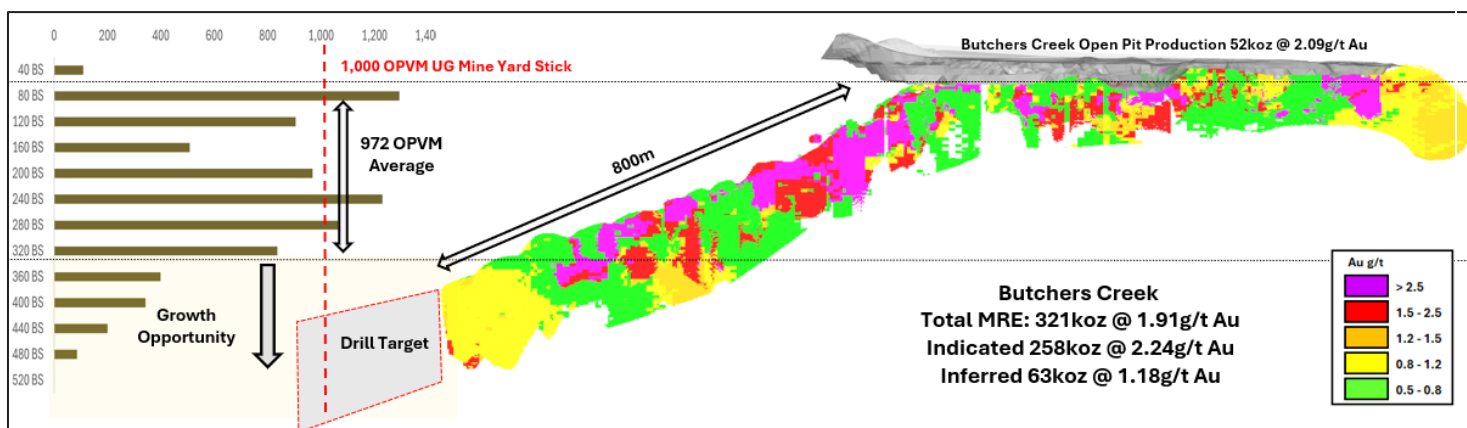 0 200 400 600 800 1,000 1,200 1,40
Butchers Creek Open Pit Production 52koz @ 2.09g/t Au
1,000 OPVM UG Mine Yard Stick
40 BS
80 BS
120 BS
160 BS
200 BS
240 BS
280 BS
320 BS
360 BS
400 BS
440 BS
480 BS
520 BS
972 OPVM
Average
800m
Growth
Opportunity
Drill Target
Butchers Creek
Total MRE: 321koz @ 1.91g/t Au
Indicated 258koz @ 2.24g/t Au
Inferred 63koz @ 1.18g/t Au
Au g/t
> 2.5
1.5 - 2.5
1.2 - 1.5
0.8 - 1.2
0.5 - 0.8